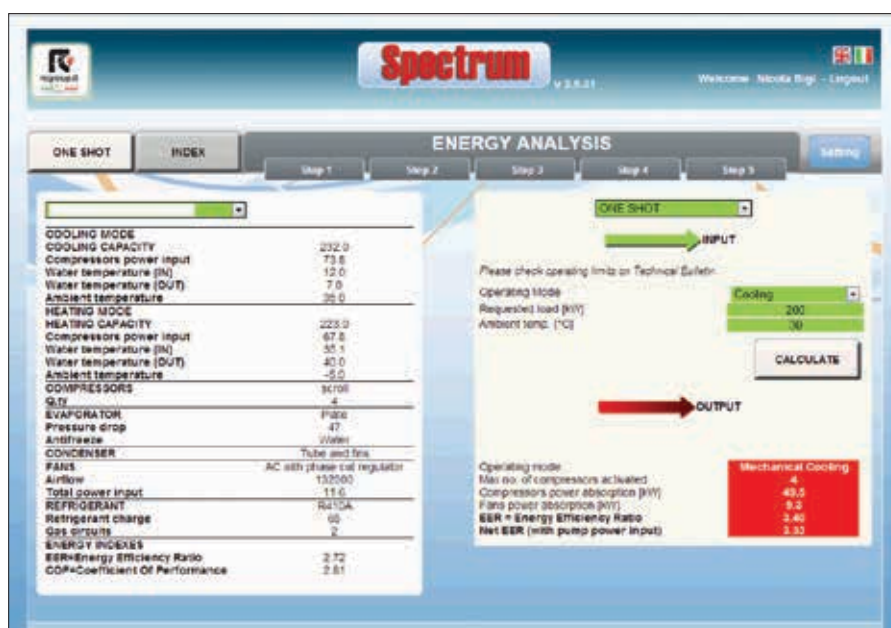 Spectrum
Welcome Nicola Bigi - Logout
ONE SHOT
INDEX
ENERGY ANALYSIS
Setting
Step 1
Step 2
Step 3
Step 4
Step 5
COOLING MODE
COOLING CAPACITY 232.0
Compressors power input 73.8
Water temperature (IN) 12.0
Water temperature (OUT) 7.0
Ambient temperature 35.0
HEATING MODE
HEATING CAPACITY 223.0
Compressors power input 67.8
Water temperature (IN)
Water temperature (OUT) 40.0
Ambient temperature -5.0
COMPRESSORS scroll
Q.ty 4
EVAPORATOR Plate
Pressure drop 47
Antifreeze Water
CONDENSER Tube and fins
FANS AC with phase cut regulator
Airflow 132000
Total power input 11.6
REFRIGERANT R410A
Refrigerant charge
Gas circuits 2
ENERGY INDEXES
EER=Energy Efficiency Ratio 2.72
COP=Coefficient Of Performance 2.81
ONE SHOT
INPUT
Please check operating limits on Technical Bulletin
Operating Mode Cooling
Requested load [kW] 200
Ambient temp. [°C] 30
CALCULATE
OUTPUT
Operating mode Mechanical Cooling
Max no. of compressors activated 4
Compressors power absorption [kW] 49,5
Fans power absorption [kW] 9,3
EER = Energy Efficiency Ratio 3.40
Net EER (with pump power input)